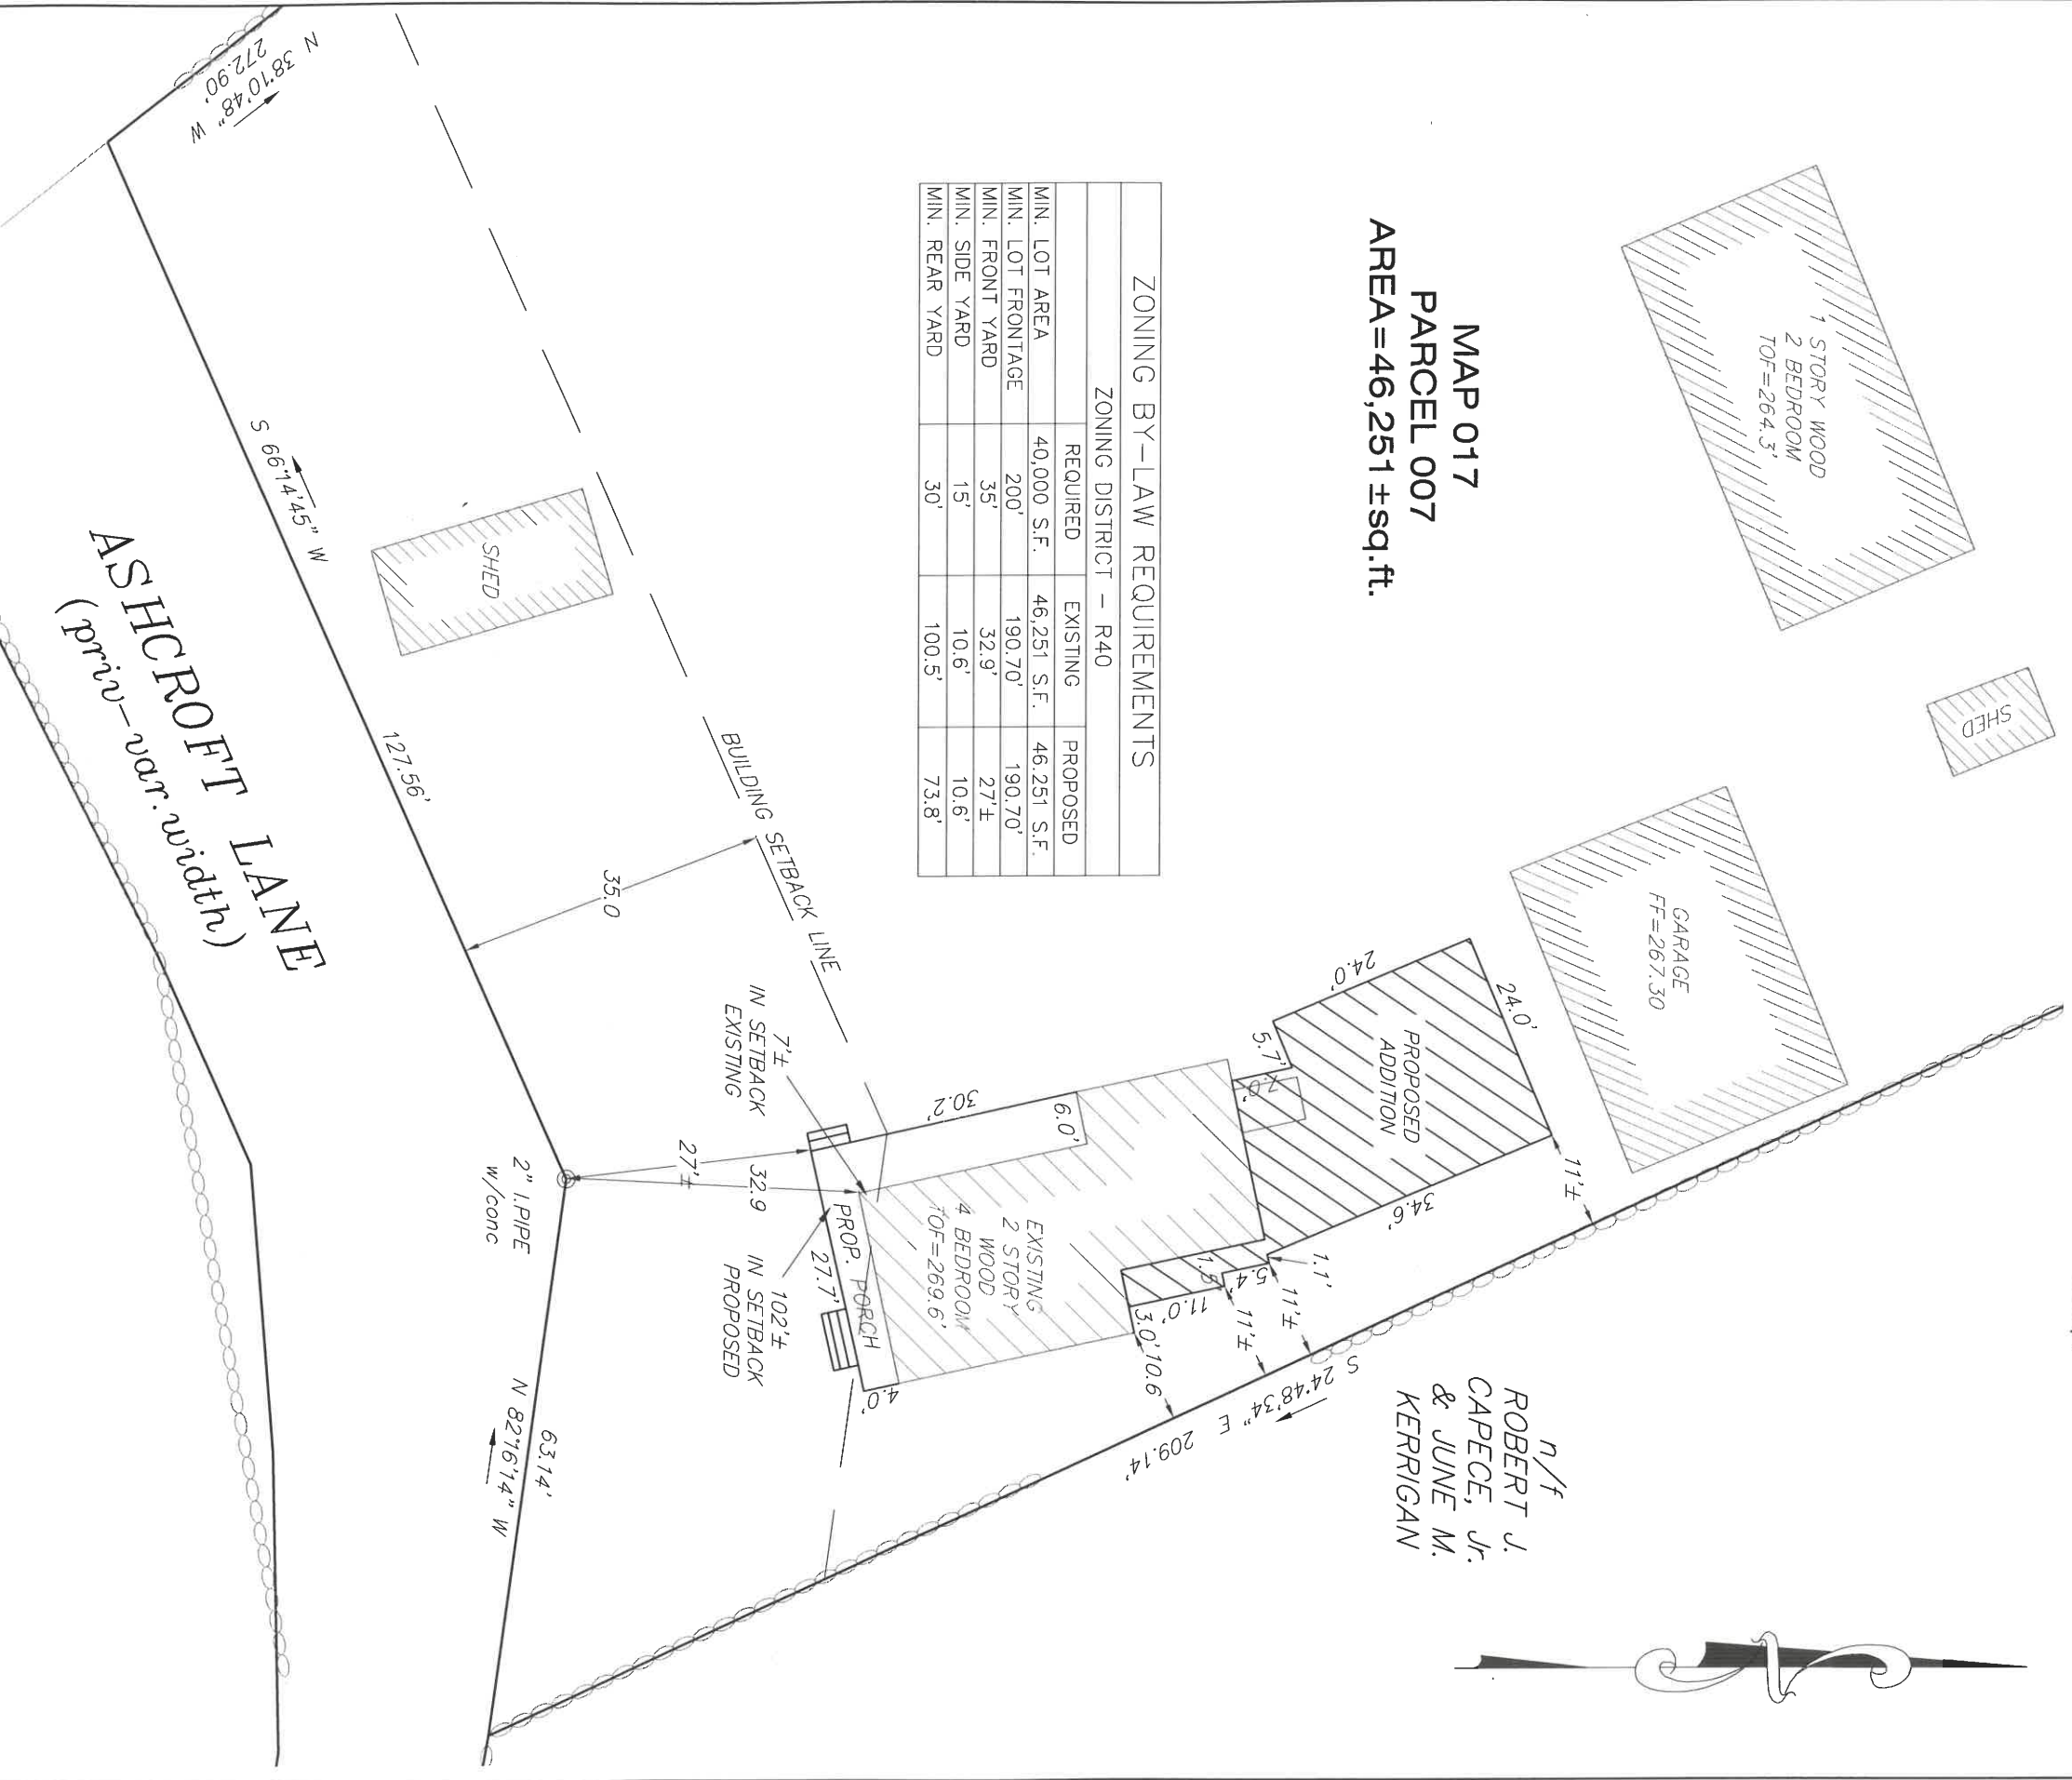 MAP 017
PARCEL 007
AREA=46,251±sq.ft.
1 STORY WOOD
2 BEDROOM
TOF=264.3'
SHED
GARAGE
FF=267.30
ZONING BY-LAW REQUIREMENTS
ZONING DISTRICT - R40
REQUIRED EXISTING PROPOSED
MIN. LOT AREA 40,000 S.F. 46,251 S.F. 46.251 S.F.
MIN. LOT FRONTAGE 200' 190.70' 190.70'
MIN. FRONT YARD 35' 32.9' 27'±
MIN. SIDE YARD 15' 10.6' 10.6'
MIN. REAR YARD 30' 100.5' 73.8'
PROPOSED
ADDITION
24.0'
24.0'
5.7'
7.0'
34.6'
11'±
1.1'
5.4'
1.5'
11'±
11.0'
11'±
3.0'
10.6
EXISTING
2 STORY
WOOD
4 BEDROOM
TOF=269.6'
6.0'
30.2'
PROP. PORCH
27.7'
4.0'
7'±
IN SETBACK
EXISTING
102'±
IN SETBACK
PROPOSED
32.9
27'±
2" I.PIPE
w/conc
BUILDING SETBACK LINE
35.0
SHED
N 38°10'48" W
272.90'
S 66°14'45" W
127.56'
63.14'
N 82°16'14" W
S 24°48'34" E 209.14'
n/f
ROBERT J.
CAPECE, Jr.
& JUNE M.
KERRIGAN
ASHCROFT LANE
(priv-var.width)
N